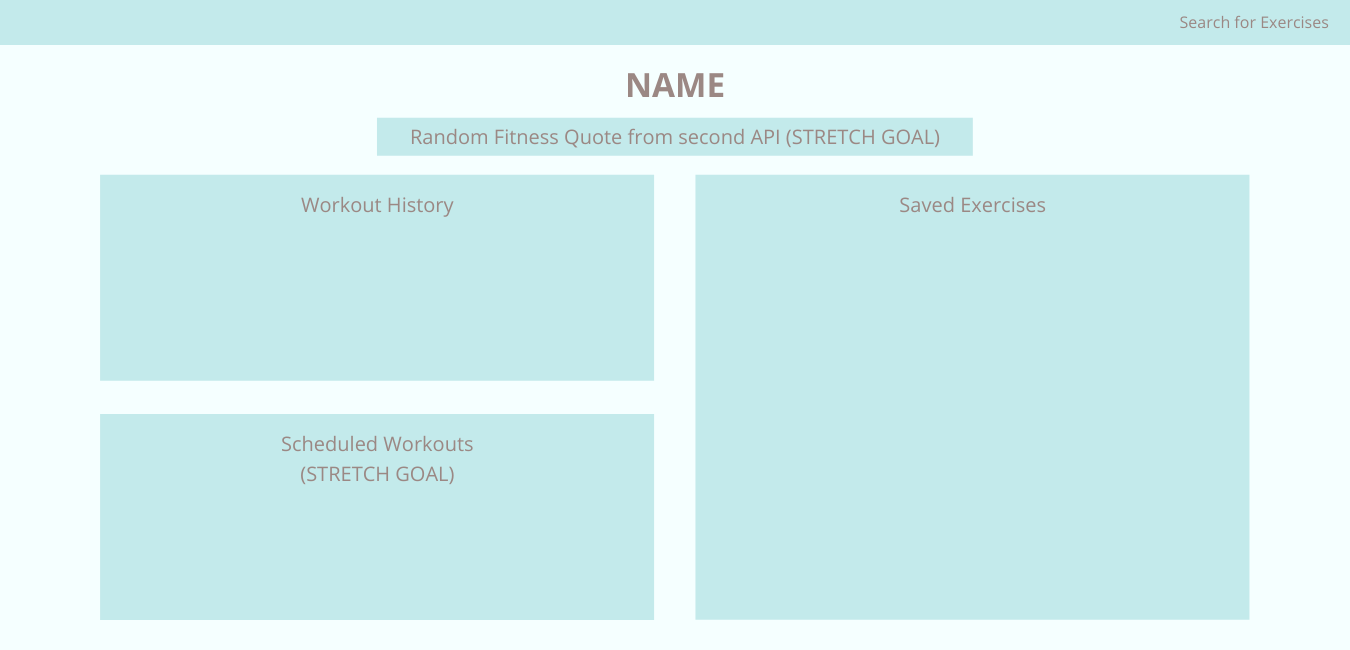 Search for Exercises
NAME
Random Fitness Quote from second API (STRETCH GOAL)
Workout History
Saved Exercises
Scheduled Workouts
(STRETCH GOAL)